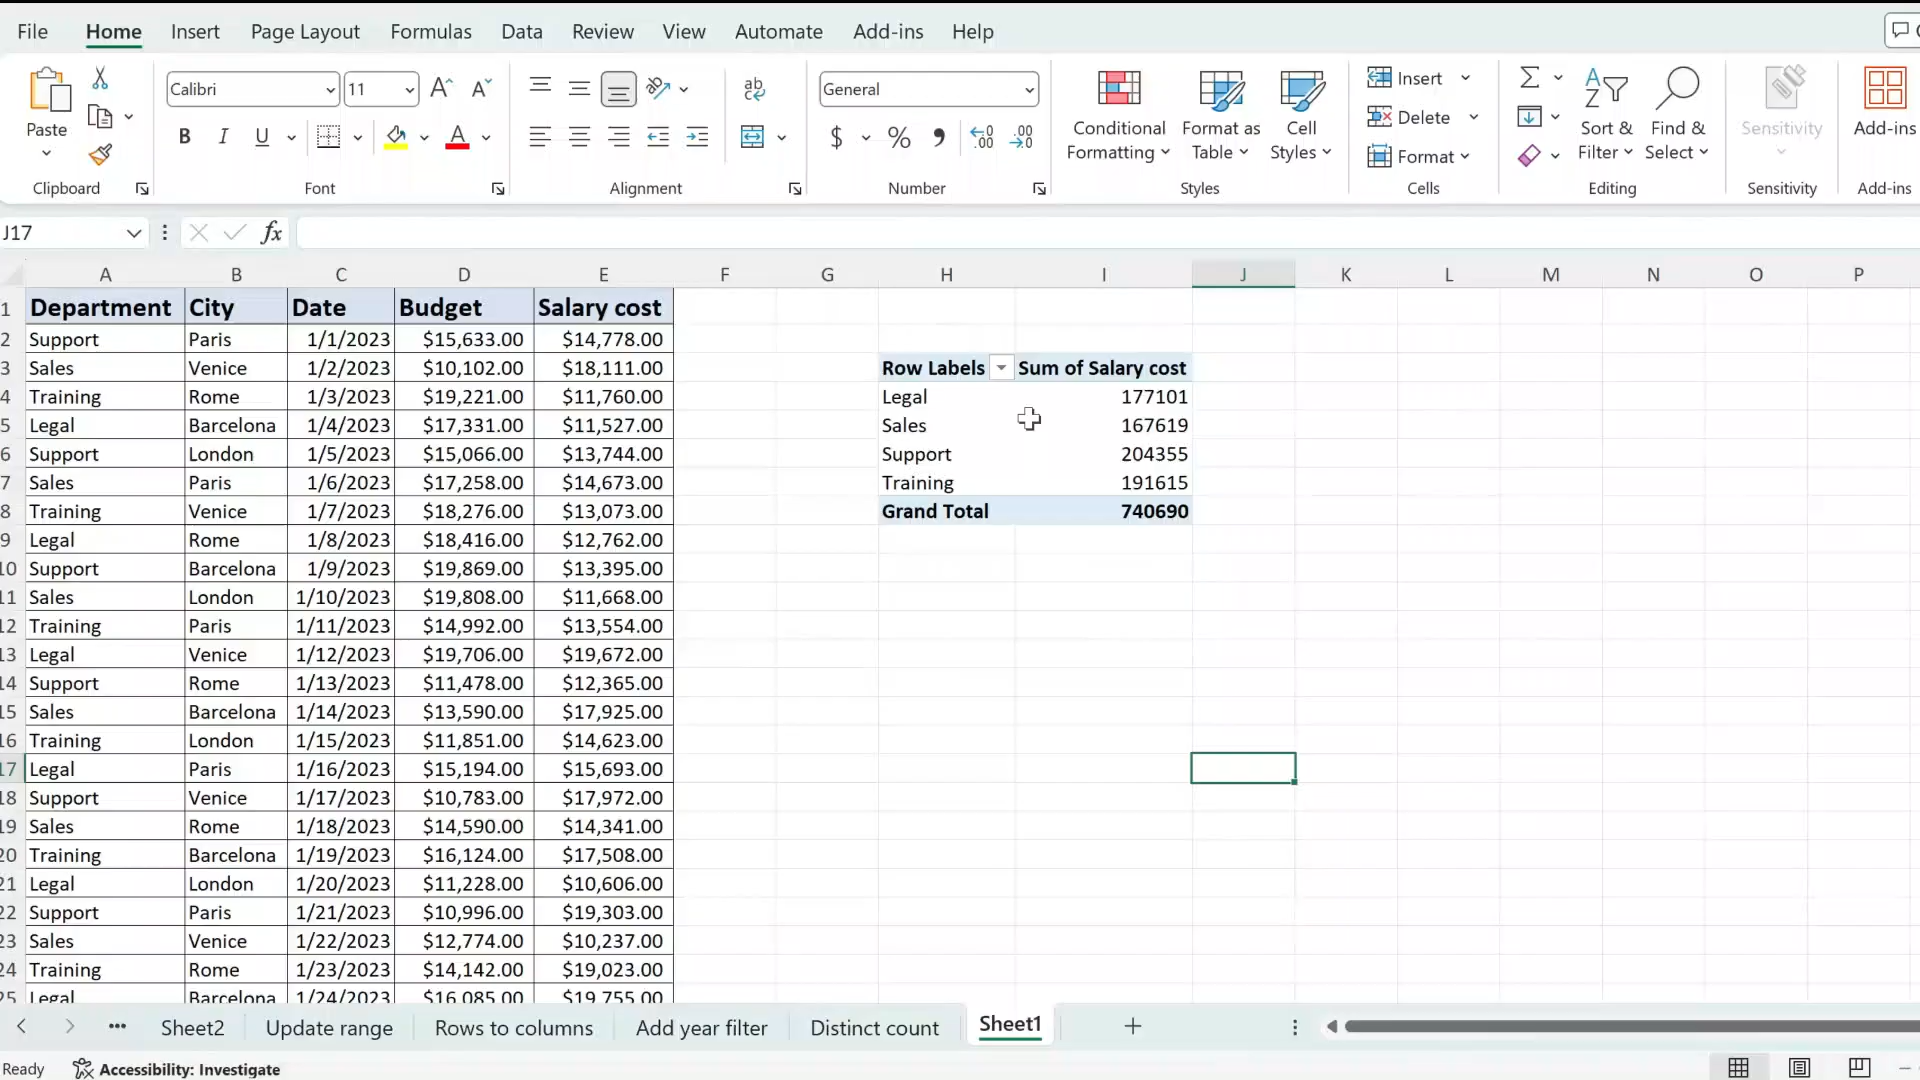 File Home Insert Page Layout Formulas Data Review View Automate Add-ins Help
Paste
Clipboard
Calibri 11
B I U A
Font
ab
Alignment
General
$ % 9
Number
Conditional Formatting
Format as Table
Cell Styles
Styles
Insert
Delete
Format
Cells
Sort & Filter
Find & Select
Editing
Sensitivity
Sensitivity
Add-ins
Add-ins
J17 fx
A B C D E F G H I J K L M N O P
1 Department City Date Budget Salary cost
2 Support Paris 1/1/2023 $15,633.00 $14,778.00
3 Sales Venice 1/2/2023 $10,102.00 $18,111.00 Row Labels Sum of Salary cost
4 Training Rome 1/3/2023 $19,221.00 $11,760.00 Legal 177101
5 Legal Barcelona 1/4/2023 $17,331.00 $11,527.00 Sales 167619
6 Support London 1/5/2023 $15,066.00 $13,744.00 Support 204355
7 Sales Paris 1/6/2023 $17,258.00 $14,673.00 Training 191615
8 Training Venice 1/7/2023 $18,276.00 $13,073.00 Grand Total 740690
9 Legal Rome 1/8/2023 $18,416.00 $12,762.00
10 Support Barcelona 1/9/2023 $19,869.00 $13,395.00
11 Sales London 1/10/2023 $19,808.00 $11,668.00
12 Training Paris 1/11/2023 $14,992.00 $13,554.00
13 Legal Venice 1/12/2023 $19,706.00 $19,672.00
14 Support Rome 1/13/2023 $11,478.00 $12,365.00
15 Sales Barcelona 1/14/2023 $13,590.00 $17,925.00
16 Training London 1/15/2023 $11,851.00 $14,623.00
17 Legal Paris 1/16/2023 $15,194.00 $15,693.00
18 Support Venice 1/17/2023 $10,783.00 $17,972.00
19 Sales Rome 1/18/2023 $14,590.00 $14,341.00
20 Training Barcelona 1/19/2023 $16,124.00 $17,508.00
21 Legal London 1/20/2023 $11,228.00 $10,606.00
22 Support Paris 1/21/2023 $10,996.00 $19,303.00
23 Sales Venice 1/22/2023 $12,774.00 $10,237.00
24 Training Rome 1/23/2023 $14,142.00 $19,023.00
25 Legal Barcelona 1/24/2023 $16,085.00 $19,755.00
Sheet2 Update range Rows to columns Add year filter Distinct count Sheet1
Ready Accessibility: Investigate